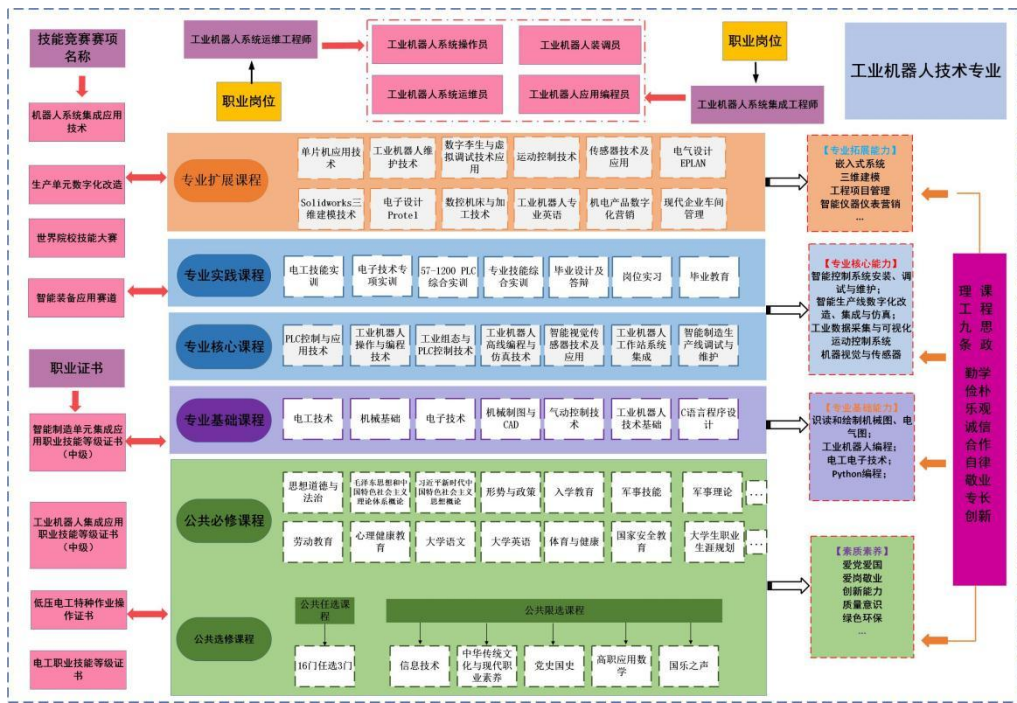 技能竞赛赛项
名称
机器人系统集成应用
技术
生产单元数字化改造
世界院校技能大赛
智能装备应用赛道
职业证书
智能制造单元集成应
用职业技能等级证书
（中级）
工业机器人集成应用
职业技能等级证书
（中级）
低压电工特种作业操
作证书
电工职业技能等级证
书
工业机器人系统运维工程师
职业岗位
工业机器人系统操作员
工业机器人装调员
工业机器人系统运维员
工业机器人应用编程员
职业岗位
工业机器人系统集成工程师
工业机器人技术专业
专业扩展课程
单片机应用技
术
工业机器人维
护技术
数字李生与虚
拟调试技术应
用
运动控制技术
传感器技术及
应用
电气设计
EPLAN
Solidworks三
维建模技术
电子设计
Protel
数控机床与加
工技术
工业机器人专
业英语
机电产品数字
化营销
现代企业车间
管理
专业实践课程
电工技能实
训
电子技术专
项实训
57-1200 PLC
综合实训
专业技能综
合实训
毕业设计及
答辩
岗位实习
毕业教育
专业核心课程
PLC控制与应
用技术
工业机器人
操作与编程
技术
工业组态与
PLC控制技术
工业机器人
高线编程与
仿真技术
智能视觉传
感器技术及
应用
工业机器人
工作站系统
集成
智能制造生
产线调试与
维护
专业基础课程
电工技术
机械基础
电子技术
机械制图与
CAD
气动控制技
术
工业机器人
技术基础
C语言程序设
计
公共必修课程
思想道德与
法治
毛泽东思想和中
国特色社会主义
理论体系概论
习近平新时代中
国特色社会主义
思想概论
形势与政策
入学教育
军事技能
军事理论
...
劳动教育
心理健康教
育
大学语文
大学英语
体育与健康
国家安全教
育
大学生职业
生涯规划
...
公共选修课程
公共任选课
程
16门任选3门
公共限选课程
信息技术
中华传统文
化与现代职
业素养
党史国史
高职应用数
学
国乐之声
【专业拓展能力】
嵌入式系统
三维建模
工程项目管理
智能仪器仪表营销
...
【专业核心能力】
智能控制系统安装、调
试与维护；
智能生产线数字化改
造、集成与仿真；
工业数据采集与可视化
运动控制系统
机器视觉与传感器
【专业基础能力】
识读和绘制机械图、电
气图；
工业机器人编程；
电工电子技术；
Python编程；
【素质素养】
爱党爱国
爱岗敬业
创新能力
质量意识
绿色环保
...
课程思政
理工九条
勤学
俭朴
乐观
诚信
合作
自律
敬业
专长
创新